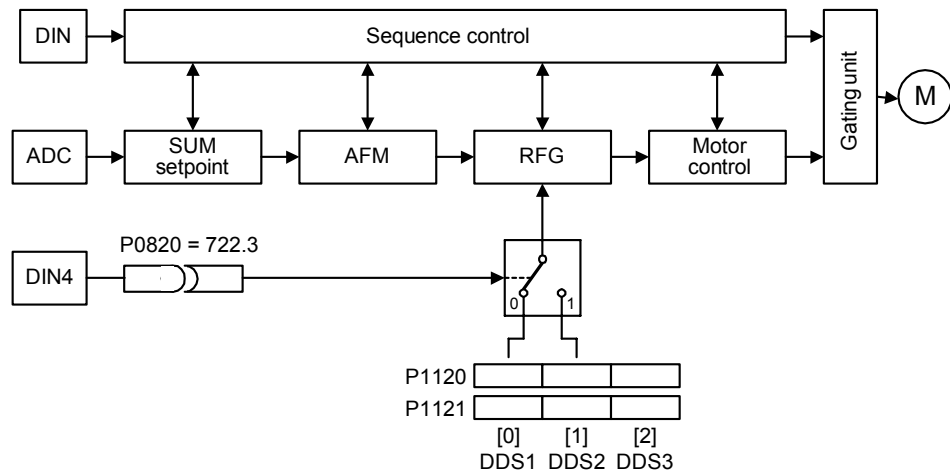 DIN
Sequence control
Gating unit
M
ADC
SUM
setpoint
AFM
RFG
Motor
control
P0820 = 722.3
DIN4
0
1
P1120
P1121
[0] [1] [2]
DDS1 DDS2 DDS3